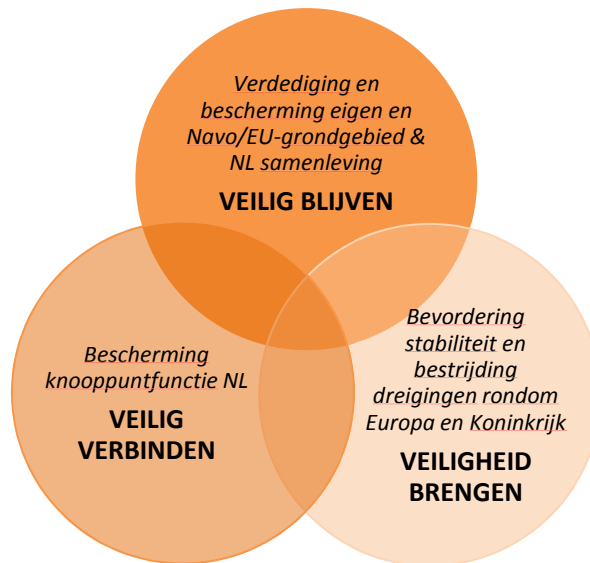 Verdediging en
bescherming eigen en
Navo/EU-grondgebied &
NL samenleving
VEILIG BLIJVEN
Bescherming
knooppuntfunctie NL
VEILIG
VERBINDEN
Bevordering
stabiliteit en
bestrijding
dreigingen rondom
Europa en Koninkrijk
VEILIGHEID
BRENGEN